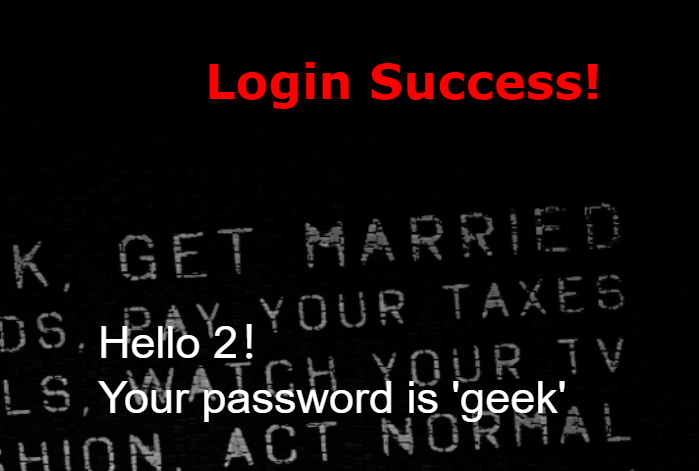 Login Success!
K, GET MARRIED
DS, PAY YOUR TAXES
Hello 2!
LS, WATCH YOUR TV
Your password is 'geek'
SHION, ACT NORMAL